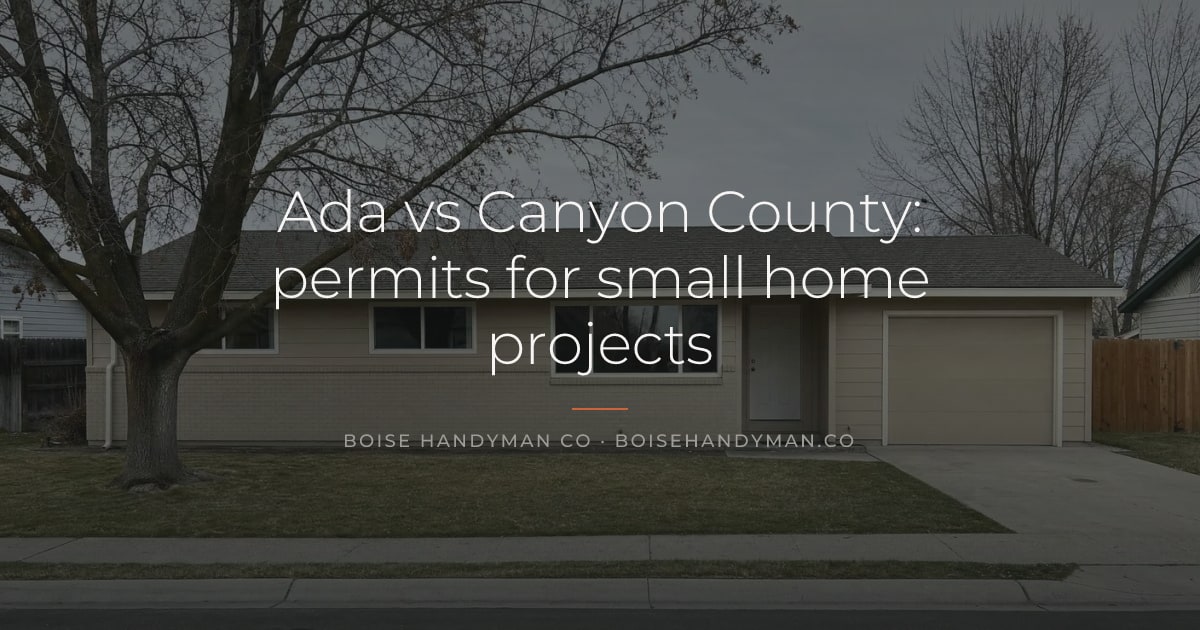 Ada vs Canyon County:
permits for small home
projects
BOISE HANDYMAN CO · BOISEHANDYMAN.CO